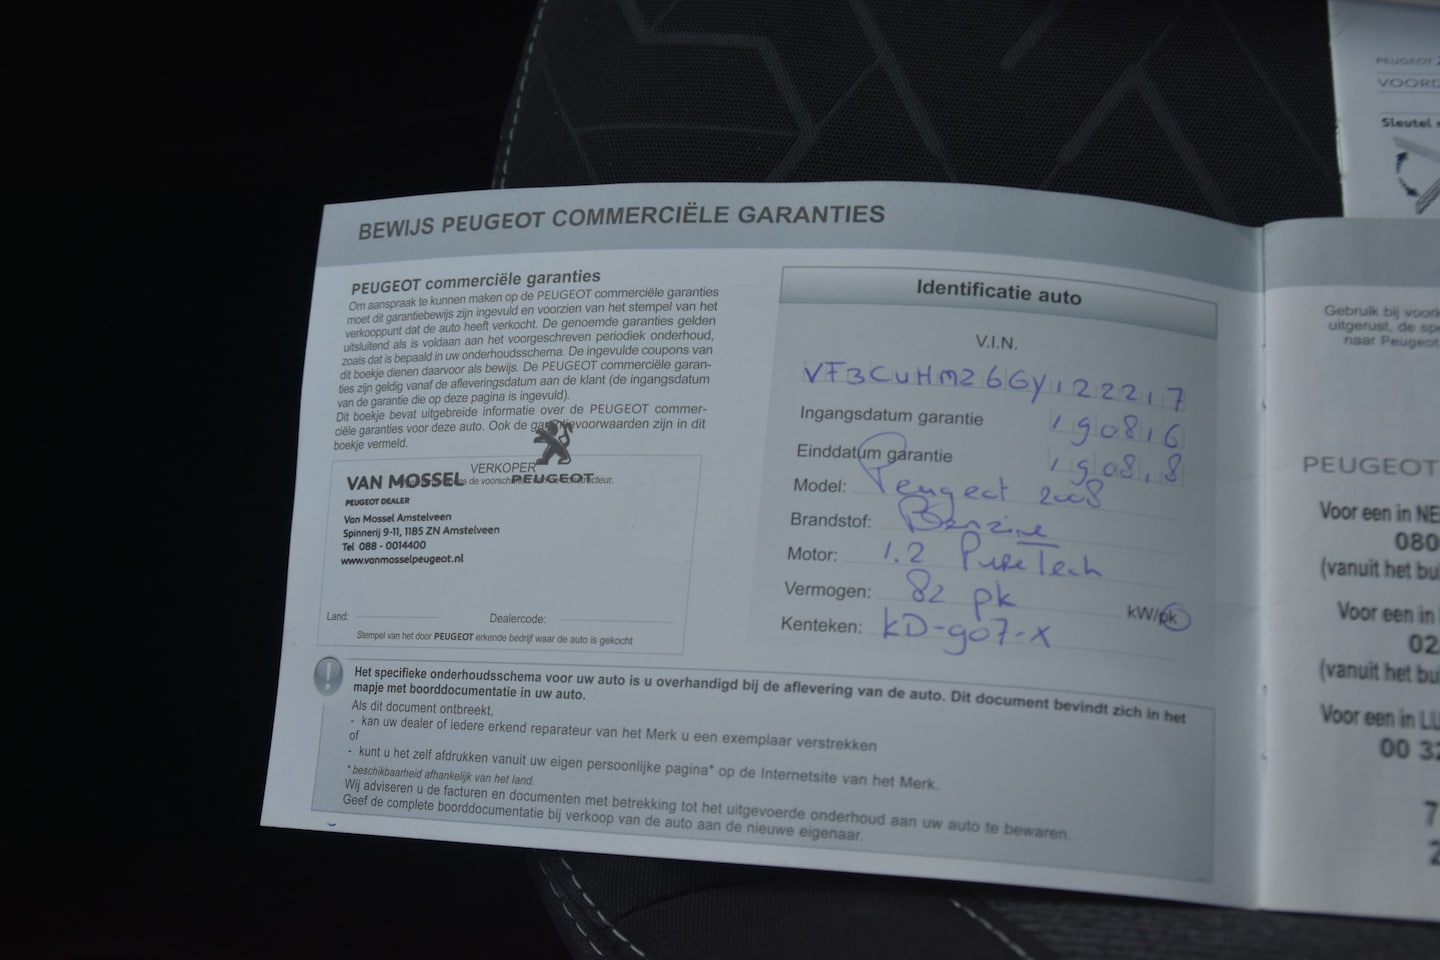 BEWIJS PEUGEOT COMMERCIËLE GARANTIES
PEUGEOT commerciële garanties
Om aanspraak te kunnen maken op de PEUGEOT commerciële garanties
moet dit garantiebewijs zijn ingevuld en voorzien van het stempel van het
verkooppunt dat de auto heeft verkocht. De genoemde garanties gelden
uitsluitend als is voldaan aan het voorgeschreven periodiek onderhoud,
zoals dat is bepaald in uw onderhoudsschema. De ingevulde coupons van
dit boekje dienen daarvoor als bewijs. De PEUGEOT commerciële garan-
ties zijn geldig vanaf de afleveringsdatum aan de klant (de ingangsdatum
van de garantie die op deze pagina is ingevuld).
Dit boekje bevat uitgebreide informatie over de PEUGEOT commer-
ciële garanties voor deze auto. Ook de garantievoorwaarden zijn in dit
boekje vermeld.
VERKOPER
VAN MOSSEL PEUGEOT
PEUGEOT DEALER
Van Mossel Amstelveen
Spinnerij 9-11, 1185 ZN Amstelveen
Tel 088 - 0014400
www.vanmosselpeugeot.nl
Land:
Dealercode:
Stempel van het door PEUGEOT erkende bedrijf waar de auto is gekocht
Identificatie auto
V.I.N.
VF3CUHMZ6GY122217
Ingangsdatum garantie 190816
Einddatum garantie 190818
Model: Peugeot 2008
Brandstof: Benzine
Motor: 1.2 PureTech
Vermogen: 82 pk kW/pk
Kenteken: KD-907-X
Het specifieke onderhoudsschema voor uw auto is u overhandigd bij de aflevering van de auto. Dit document bevindt zich in het
mapje met boorddocumentatie in uw auto.
Als dit document ontbreekt,
- kan uw dealer of iedere erkend reparateur van het Merk u een exemplaar verstrekken
of
- kunt u het zelf afdrukken vanuit uw eigen persoonlijke pagina* op de Internetsite van het Merk.
* beschikbaarheid afhankelijk van het land.
Wij adviseren u de facturen en documenten met betrekking tot het uitgevoerde onderhoud aan uw auto te bewaren.
Geef de complete boorddocumentatie bij verkoop van de auto aan de nieuwe eigenaar.
PEUGEOT
Sleutel
Gebruik bij
uitgerust, de
naar Peugeot
PEUGEOT
Voor een in
080
(vanuit het
Voor een in
02
(vanuit het
Voor een in
00
7
2